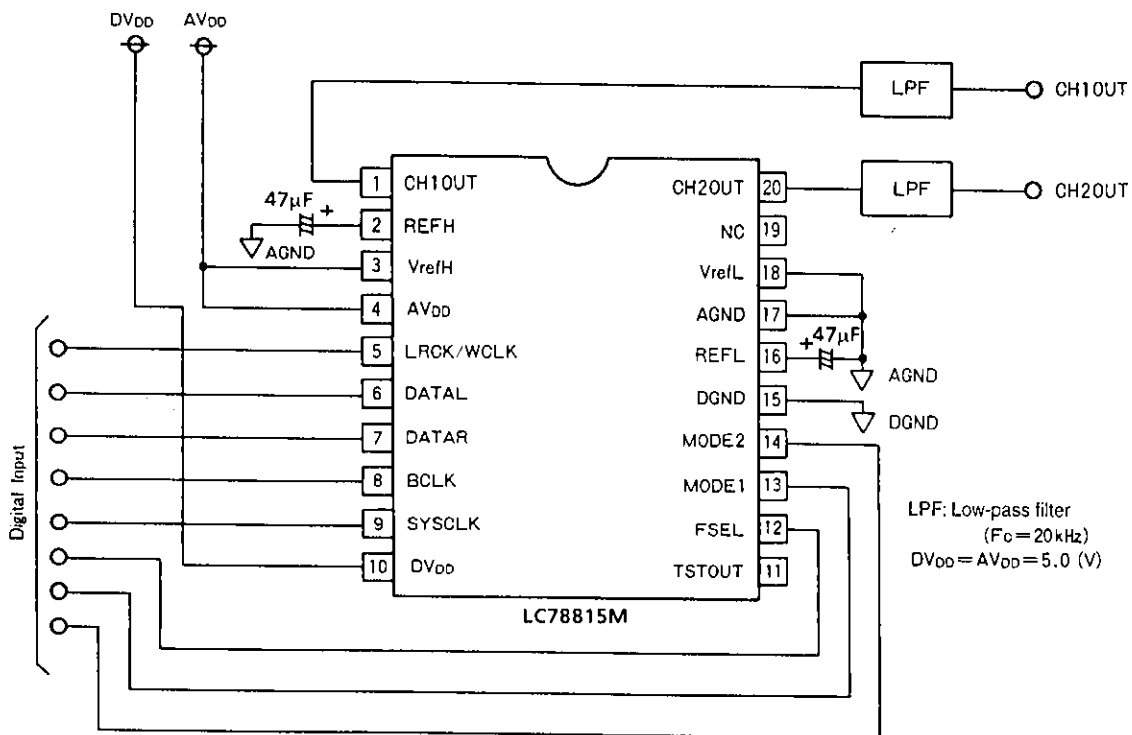 DVDD AVDD
LPF CH1OUT
LPF CH2OUT
1 CH1OUT CH2OUT 20
47μF +
2 REFH NC 19
AGND
3 VrefH VrefL 18
4 AVDD AGND 17
+ 47μF
5 LRCK/WCLK REFL 16
AGND
6 DATAL DGND 15
DGND
7 DATAR MODE2 14
8 BCLK MODE1 13
9 SYSCLK FSEL 12
10 DVDD TSTOUT 11
LC78815M
Digital Input
LPF: Low-pass filter
(Fc=20kHz)
DVDD=AVDD=5.0 (V)